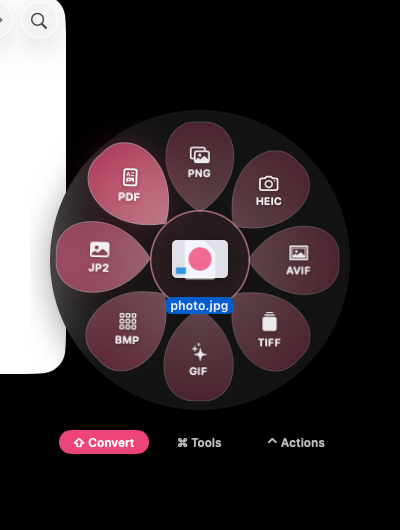 PNG
PDF
HEIC
JP2
AVIF
photo.jpg
BMP
TIFF
GIF
⇧ Convert
⌘ Tools
⌃ Actions